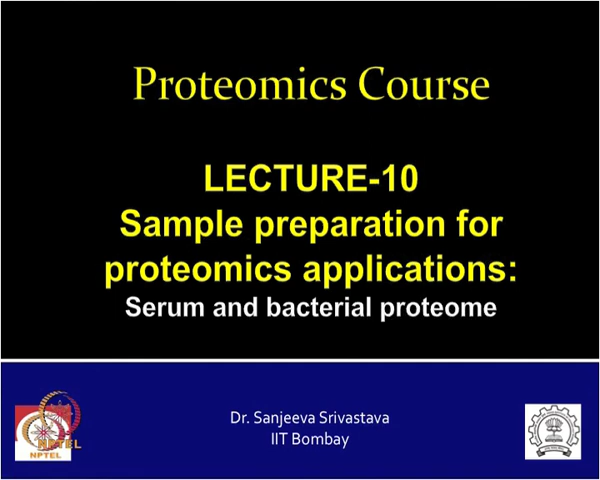 Proteomics Course
LECTURE-10
Sample preparation for
proteomics applications:
Serum and bacterial proteome
Dr. Sanjeeva Srivastava
IIT Bombay
NPTEL
NPTEL